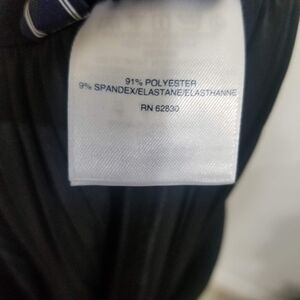 91% POLYESTER
9% SPANDEX/ELASTANE/ELASTHANNE
RN 62830